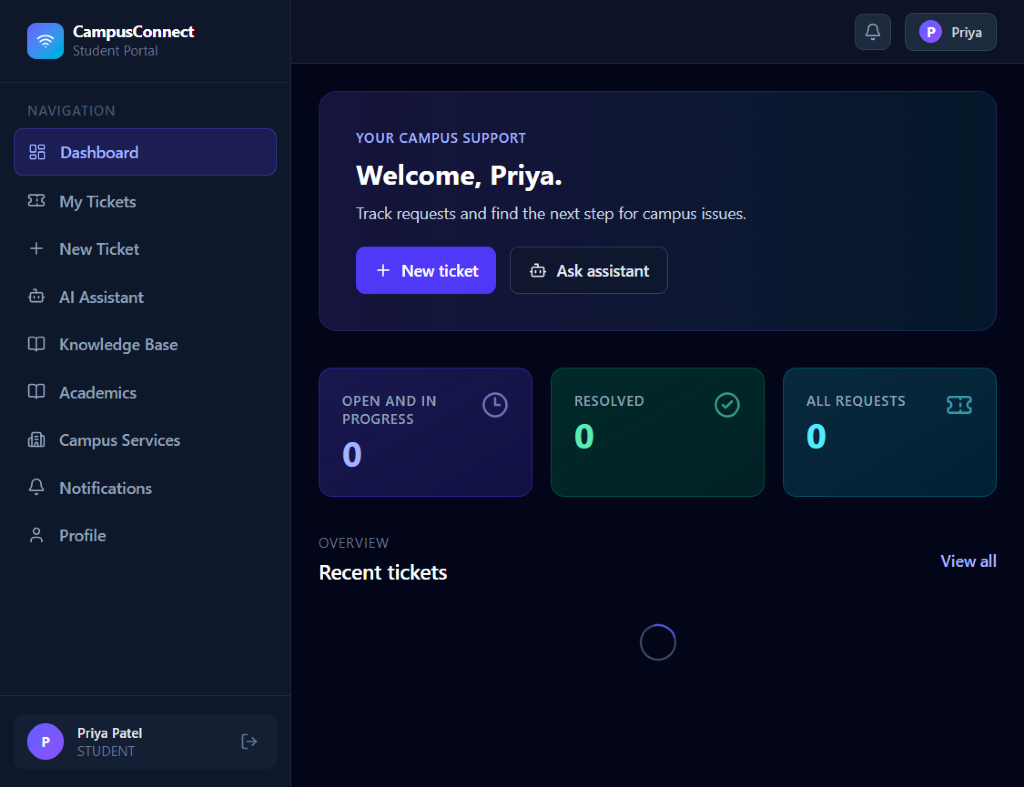 CampusConnect
Student Portal
NAVIGATION
Dashboard
My Tickets
New Ticket
AI Assistant
Knowledge Base
Academics
Campus Services
Notifications
Profile
P
Priya Patel
STUDENT
P
Priya
YOUR CAMPUS SUPPORT
Welcome, Priya.
Track requests and find the next step for campus issues.
New ticket
Ask assistant
OPEN AND IN
PROGRESS
0
RESOLVED
0
ALL REQUESTS
0
OVERVIEW
Recent tickets
View all